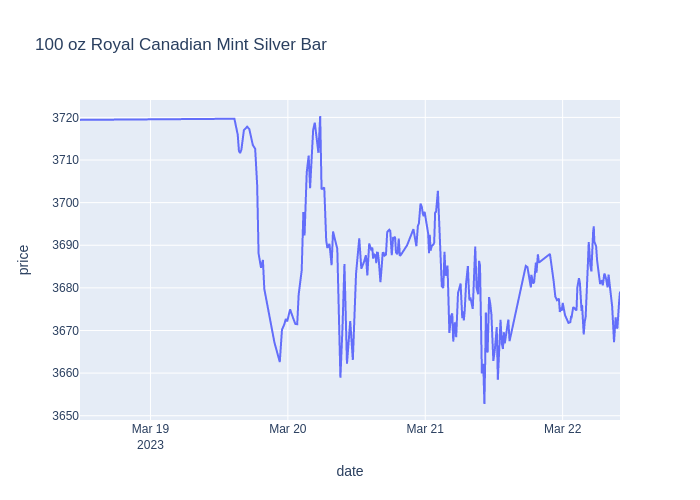 100 oz Royal Canadian Mint Silver Bar
price
3720
3710
3700
3690
3680
3670
3660
3650
Mar 19
2023
Mar 20
Mar 21
Mar 22
date